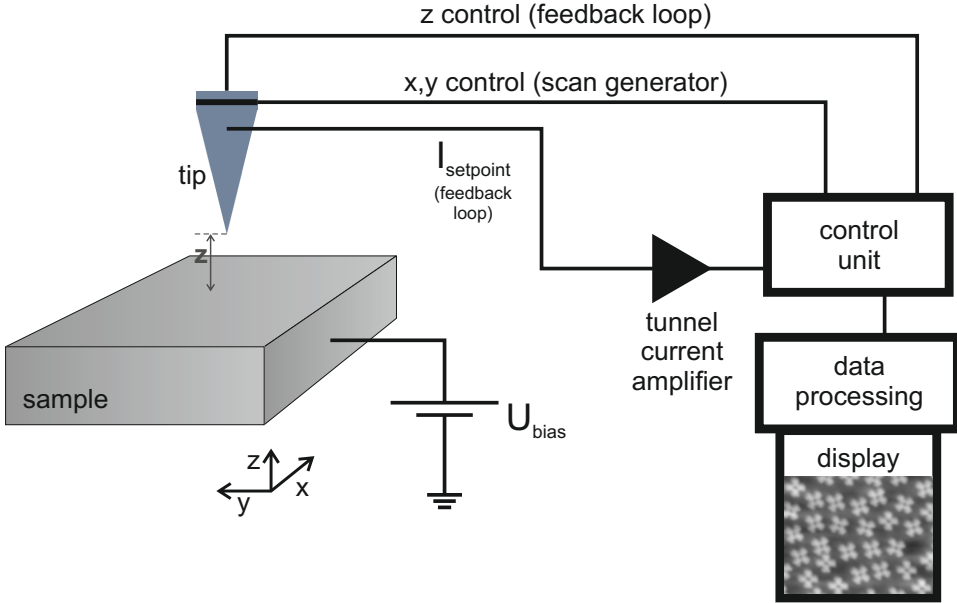 z control (feedback loop)
x,y control (scan generator)
tip
I setpoint
(feedback
loop)
z
control
unit
tunnel
current
amplifier
data
processing
sample
U bias
display
z
x
y